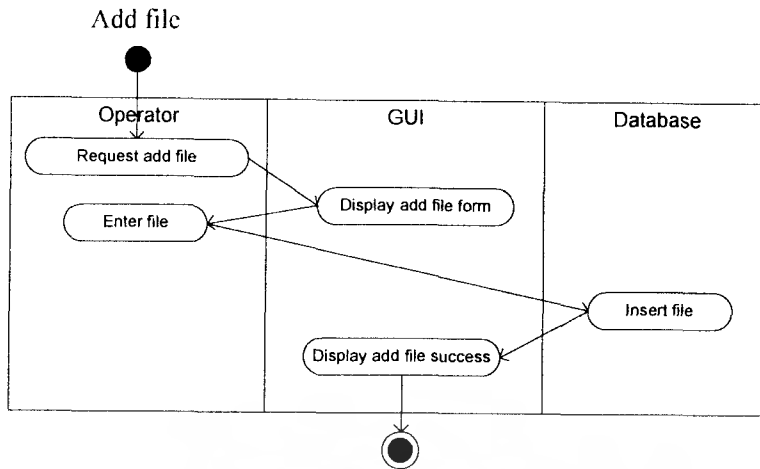 Add file
Operator
GUI
Database
Request add file
Display add file form
Enter file
Insert file
Display add file success